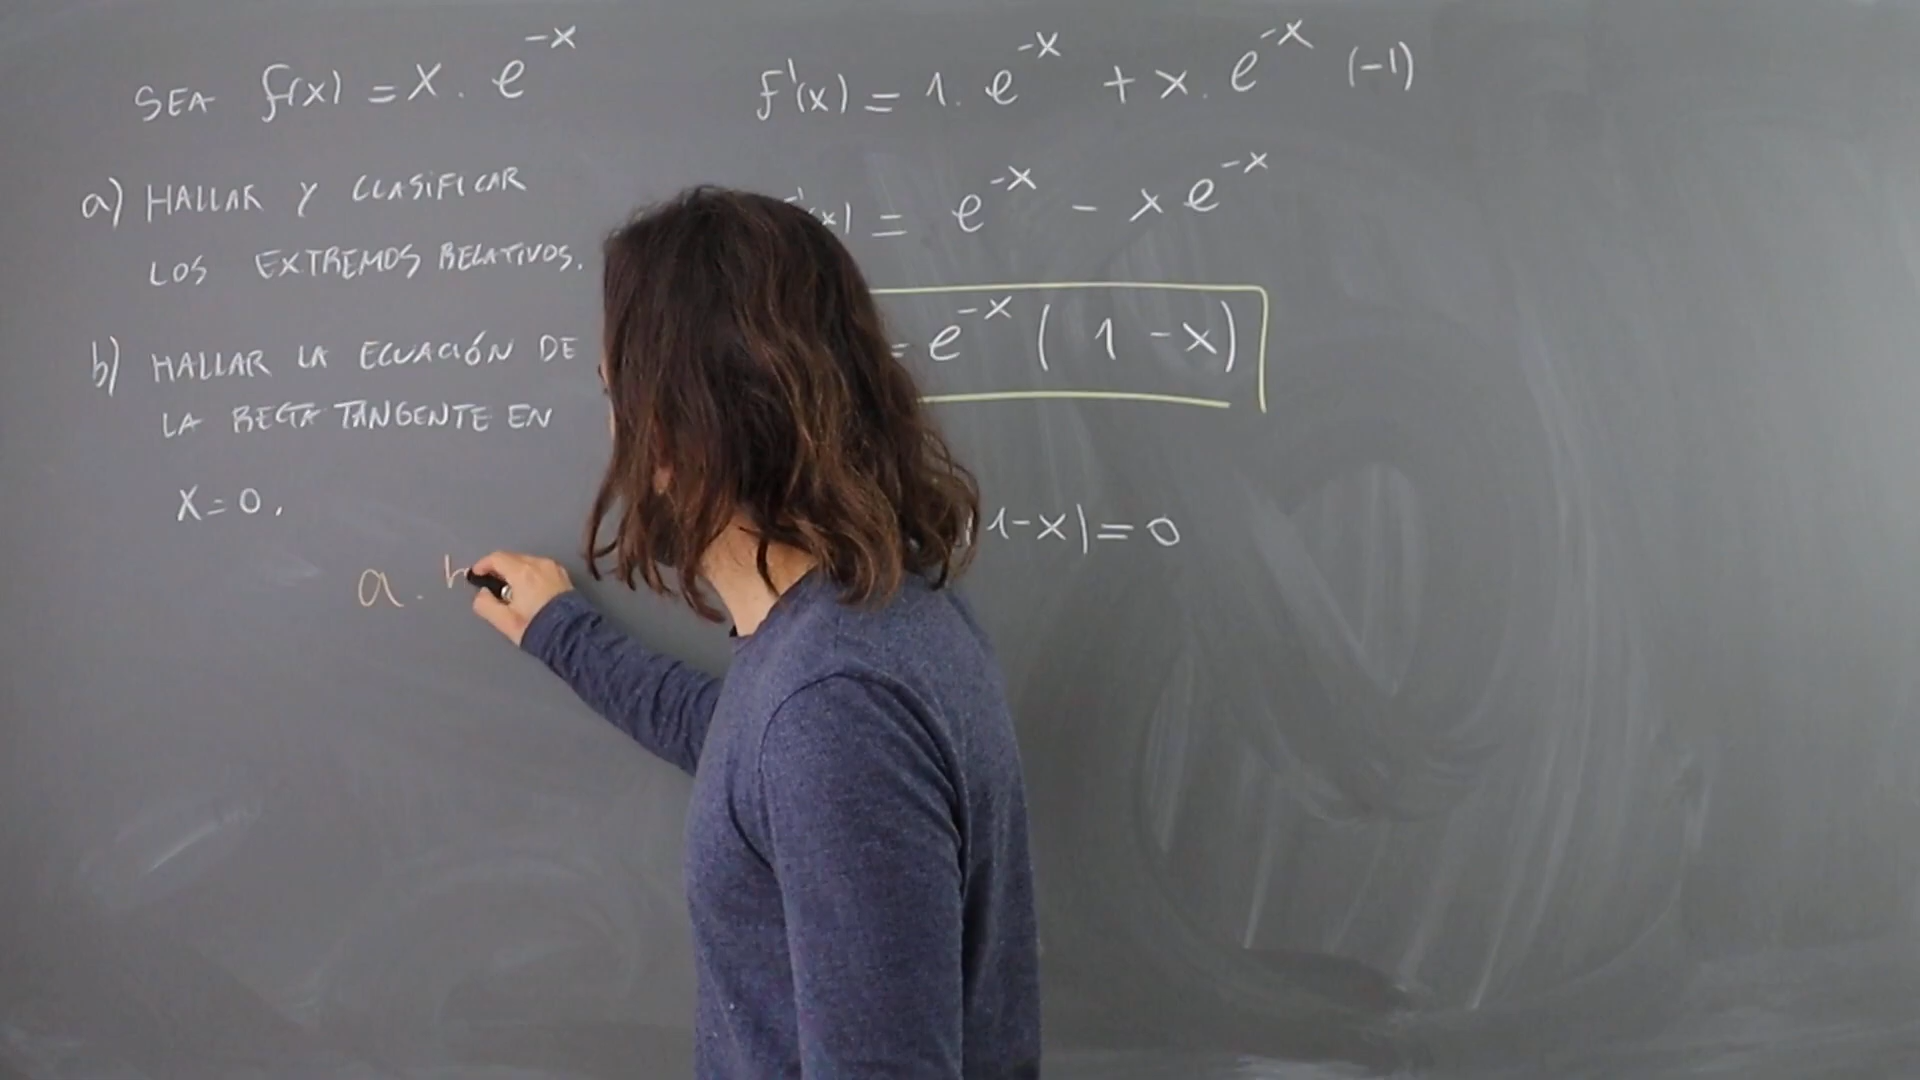 SEA f(x) = x . e^-x
a) HALLAR Y CLASIFICAR
LOS EXTREMOS RELATIVOS.
b) HALLAR LA ECUACIÓN DE
LA RECTA TANGENTE EN
X=0.
a .
f'(x) = 1. e^-x + x. e^-x (-1)
'(x) = e^-x - x e^-x
= e^-x ( 1 - x)
1-x)=0